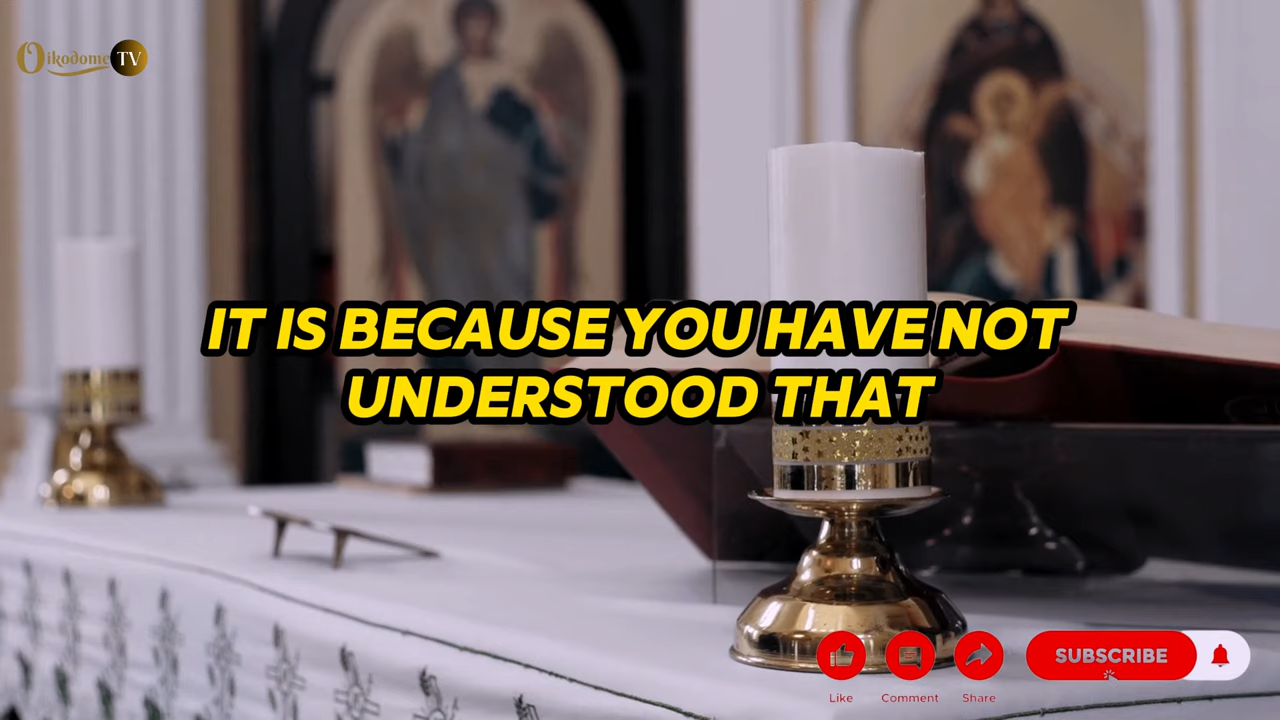 Oikodome TV
IT IS BECAUSE YOU HAVE NOT
UNDERSTOOD THAT
SUBSCRIBE
Like Comment Share